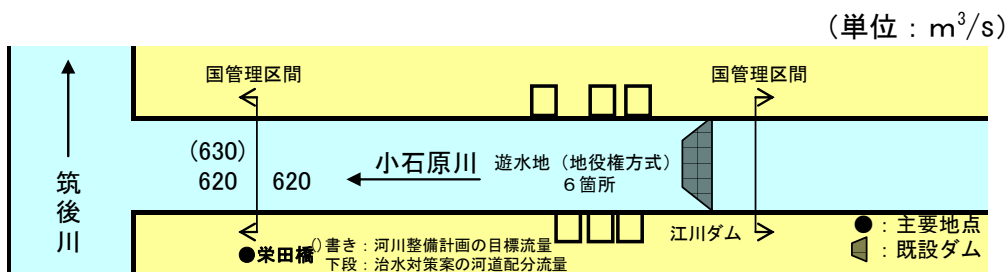 (単位:m³/s)
国管理区間
国管理区間
(630)
620
620
小石原川
遊水地(地役権方式)
6箇所
筑後川
江川ダム
●:主要地点
:既設ダム
●栄田橋
()書き:河川整備計画の目標流量
下段:治水対策案の河道配分流量